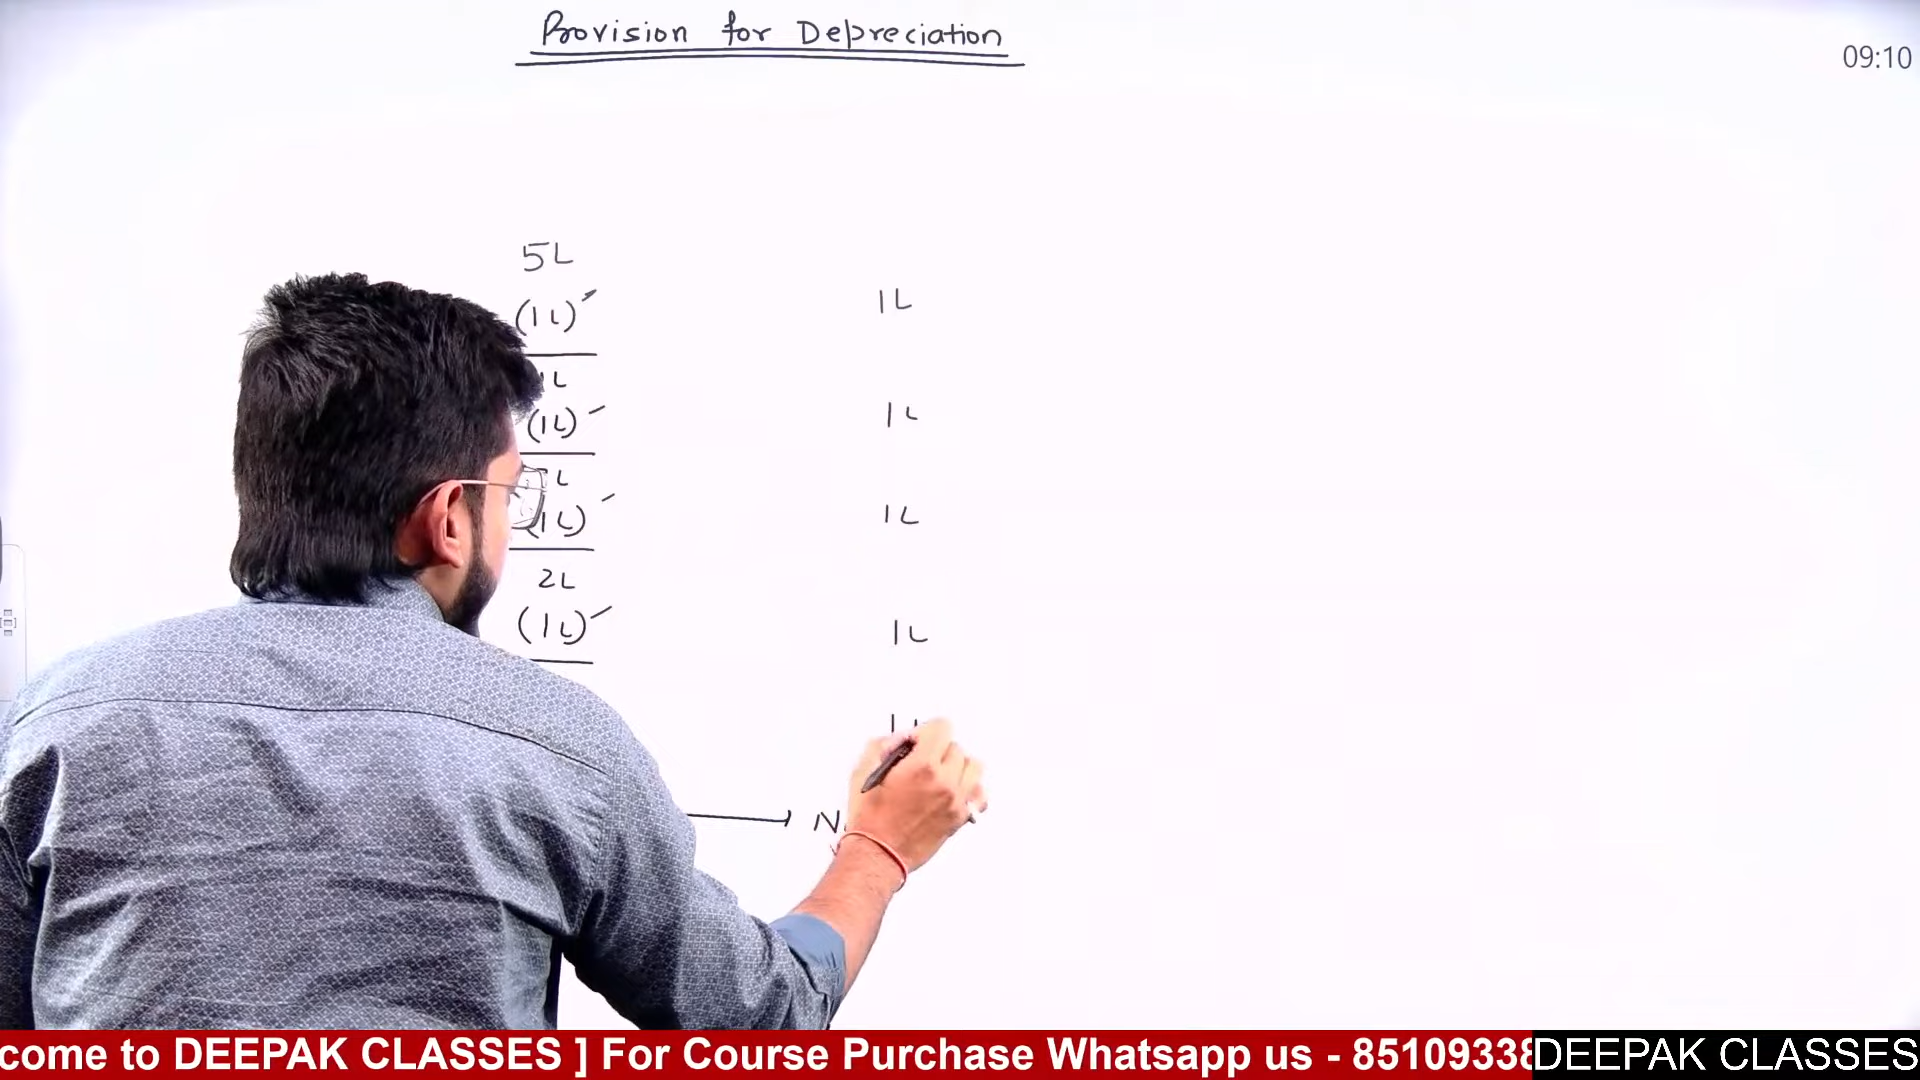 Provision for Depreciation
09:10
5L
(1L) 1L
L
(1L) 1L
L
1L) 1L
2L
(1L) 1L
come to DEEPAK CLASSES ] For Course Purchase Whatsapp us - 8510933
DEEPAK CLASSES